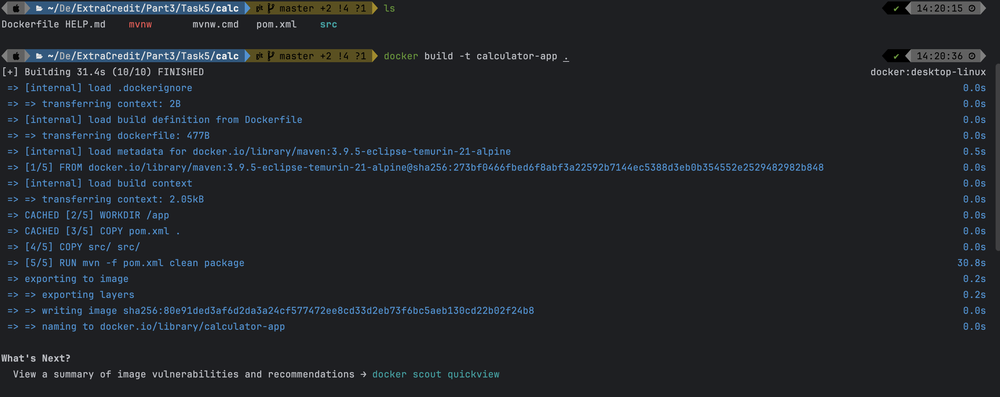 ~/De/ExtraCredit/Part3/Task5/calc git master +2 !4 ?1 ls ✔ 14:20:15
Dockerfile HELP.md mvnw mvnw.cmd pom.xml src
~/De/ExtraCredit/Part3/Task5/calc git master +2 !4 ?1 docker build -t calculator-app . ✔ 14:20:36
[+] Building 31.4s (10/10) FINISHED docker:desktop-linux
=> [internal] load .dockerignore 0.0s
=> => transferring context: 2B 0.0s
=> [internal] load build definition from Dockerfile 0.0s
=> => transferring dockerfile: 477B 0.0s
=> [internal] load metadata for docker.io/library/maven:3.9.5-eclipse-temurin-21-alpine 0.5s
=> [1/5] FROM docker.io/library/maven:3.9.5-eclipse-temurin-21-alpine@sha256:273bf0466fbed6f8abf3a22592b7144ec5388d3eb0b354552e2529482982b848 0.0s
=> [internal] load build context 0.0s
=> => transferring context: 2.05kB 0.0s
=> CACHED [2/5] WORKDIR /app 0.0s
=> CACHED [3/5] COPY pom.xml . 0.0s
=> [4/5] COPY src/ src/ 0.0s
=> [5/5] RUN mvn -f pom.xml clean package 30.8s
=> exporting to image 0.2s
=> => exporting layers 0.2s
=> => writing image sha256:80e91ded3af6d2da3a24cf577472ee8cd33d2eb73f6bc5aeb130cd22b02f24b8 0.0s
=> => naming to docker.io/library/calculator-app 0.0s
What's Next?
View a summary of image vulnerabilities and recommendations → docker scout quickview